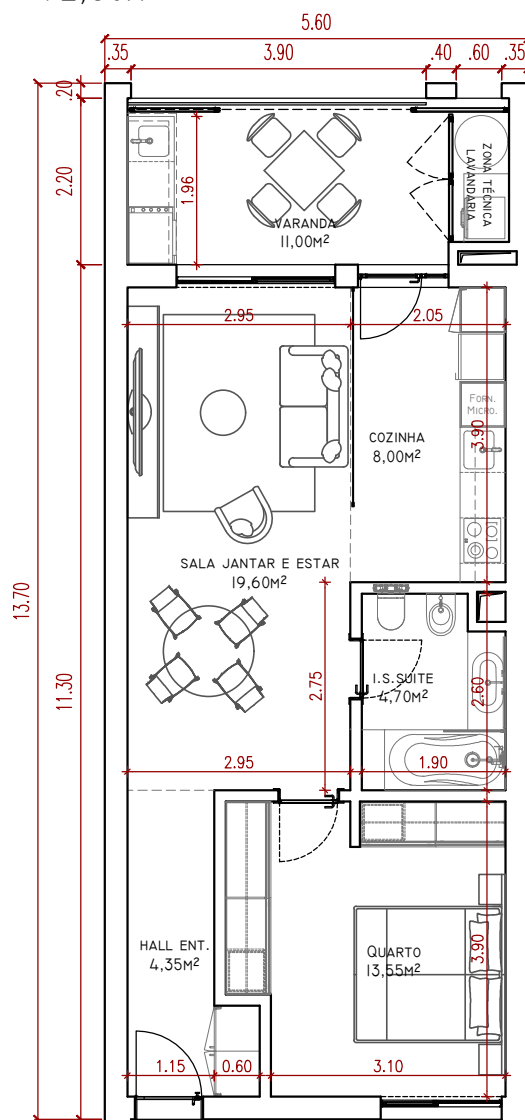 5.60
.35 3.90 .40 .60 .35
.20
2.20
1.96
ZONA TÉCNICA
LAVANDARIA
VARANDA
11,00M²
2.95 2.05
FORN.
MICRO.
3.90
COZINHA
8,00M²
SALA JANTAR E ESTAR
19,60M²
13.70
11.30
2.75
I.S.SUITE
4,70M²
2.60
2.95 1.90
HALL ENT.
4,35M²
QUARTO
13,55M²
3.90
1.15 0.60 3.10